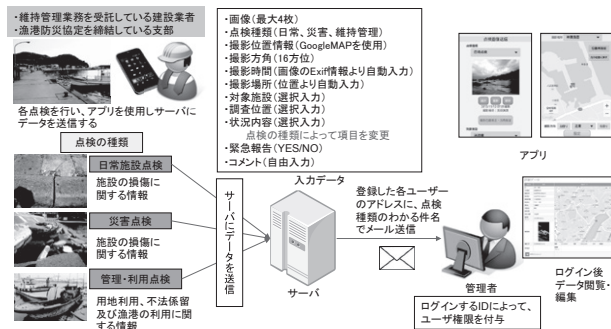 ・維持管理業務を受託している建設業者
・漁港防災協定を締結している支部
各点検を行い、アプリを使用しサーバに
データを送信する
点検の種類
日常施設点検
施設の損傷に
関する情報
災害点検
施設の損傷に
関する情報
管理・利用点検
用地利用、不法係留
及び漁港の利用に関
する情報
・画像(最大4枚)
・点検種類(日常、災害、維持管理)
・撮影位置情報(GoogleMAPを使用)
・撮影方角(16方位)
・撮影時間(画像のExif情報より自動入力)
・撮影場所(位置より自動入力)
・対象施設(選択入力)
・調査位置(選択入力)
・状況内容(選択入力)
点検の種類によって項目を変更
・緊急報告(YES/NO)
・コメント(自由入力)
入力データ
サーバにデータを送信
サーバ
登録した各ユーザー
のアドレスに、点検
種類のわかる件名
でメール送信
管理者
ログインするIDによって、
ユーザ権限を付与
アプリ
ログイン後
データ閲覧・
編集